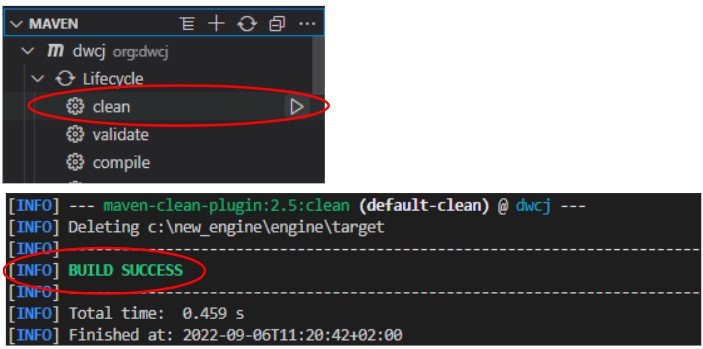 MAVEN
dwcj org:dwcj
Lifecycle
clean
validate
compile
[INFO] --- maven-clean-plugin:2.5:clean (default-clean) @ dwcj ---
[INFO] Deleting c:\new_engine\engine\target
[INFO] ------------------------------------------------------------------------
[INFO] BUILD SUCCESS
[INFO] ------------------------------------------------------------------------
[INFO] Total time:  0.459 s
[INFO] Finished at: 2022-09-06T11:20:42+02:00